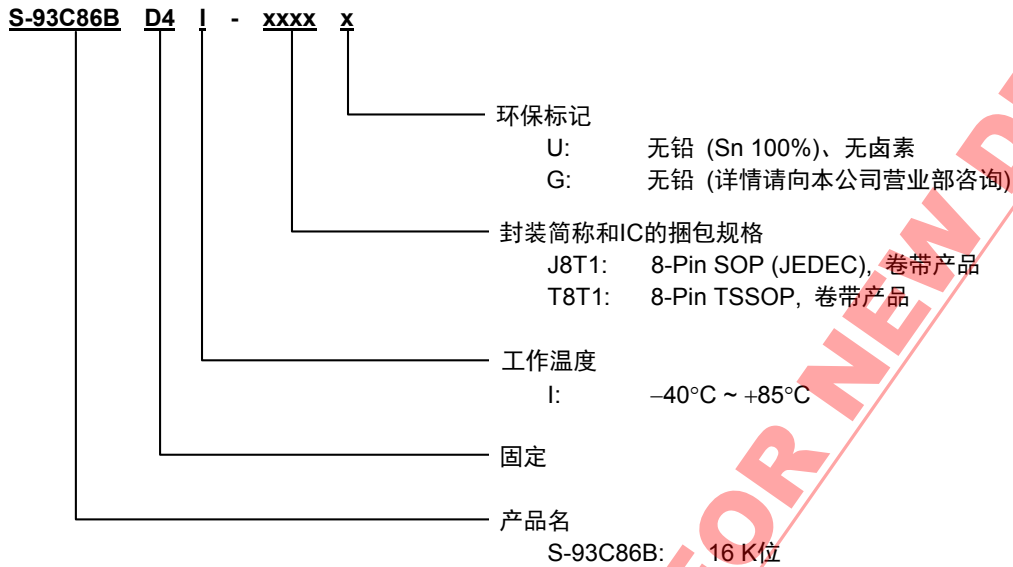 S-93C86B D4 I - xxxx x
环保标记
U: 无铅 (Sn 100%)、无卤素
G: 无铅 (详情请向本公司营业部咨询)
封装简称和IC的捆包规格
J8T1: 8-Pin SOP (JEDEC), 卷带产品
T8T1: 8-Pin TSSOP, 卷带产品
工作温度
I: −40°C ~ +85°C
固定
产品名
S-93C86B: 16 K位
FOR NEW D